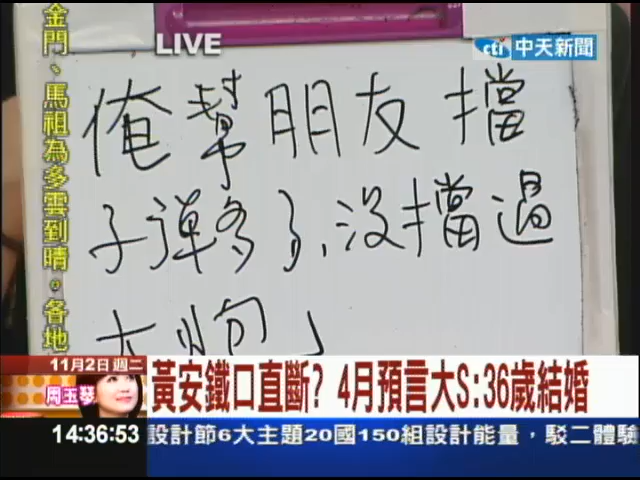 LIVE
cti 中天新聞
金門、馬祖為多雲到晴。各地
俺幫朋友擋
子彈多了,沒擋過
大炮」
11月2日 週二
周玉琴
黃安鐵口直斷? 4月預言大S:36歲結婚
14:36:53
設計節6大主題20國150組設計能量,駁二體驗